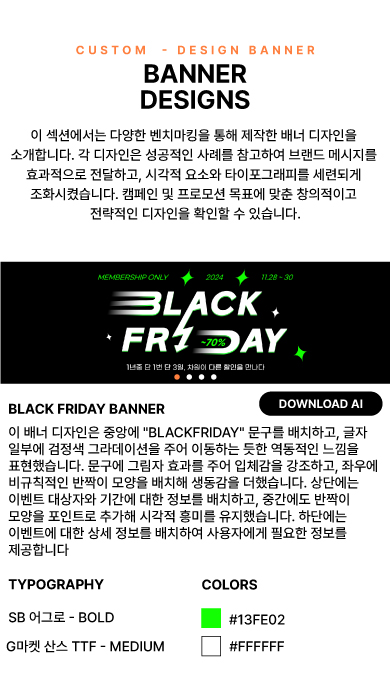 CUSTOM - DESIGN BANNER
BANNER
DESIGNS
이 섹션에서는 다양한 벤치마킹을 통해 제작한 배너 디자인을
소개합니다. 각 디자인은 성공적인 사례를 참고하여 브랜드 메시지를
효과적으로 전달하고, 시각적 요소와 타이포그래피를 세련되게
조화시켰습니다. 캠페인 및 프로모션 목표에 맞춘 창의적이고
전략적인 디자인을 확인할 수 있습니다.
MEMBERSHIP ONLY 2024 11.28 - 30
BLACK
FRIDAY
~70%
1년중 단 1번 단 3일, 차원이 다른 할인을 만나다
DOWNLOAD AI
BLACK FRIDAY BANNER
이 배너 디자인은 중앙에 "BLACKFRIDAY" 문구를 배치하고, 글자
일부에 검정색 그라데이션을 주어 이동하는 듯한 역동적인 느낌을
표현했습니다. 문구에 그림자 효과를 주어 입체감을 강조하고, 좌우에
비규칙적인 반짝이 모양을 배치해 생동감을 더했습니다. 상단에는
이벤트 대상자와 기간에 대한 정보를 배치하고, 중간에도 반짝이
모양을 포인트로 추가해 시각적 흥미를 유지했습니다. 하단에는
이벤트에 대한 상세 정보를 배치하여 사용자에게 필요한 정보를
제공합니다
TYPOGRAPHY COLORS
SB 어그로 - BOLD #13FE02
G마켓 산스 TTF - MEDIUM #FFFFFF